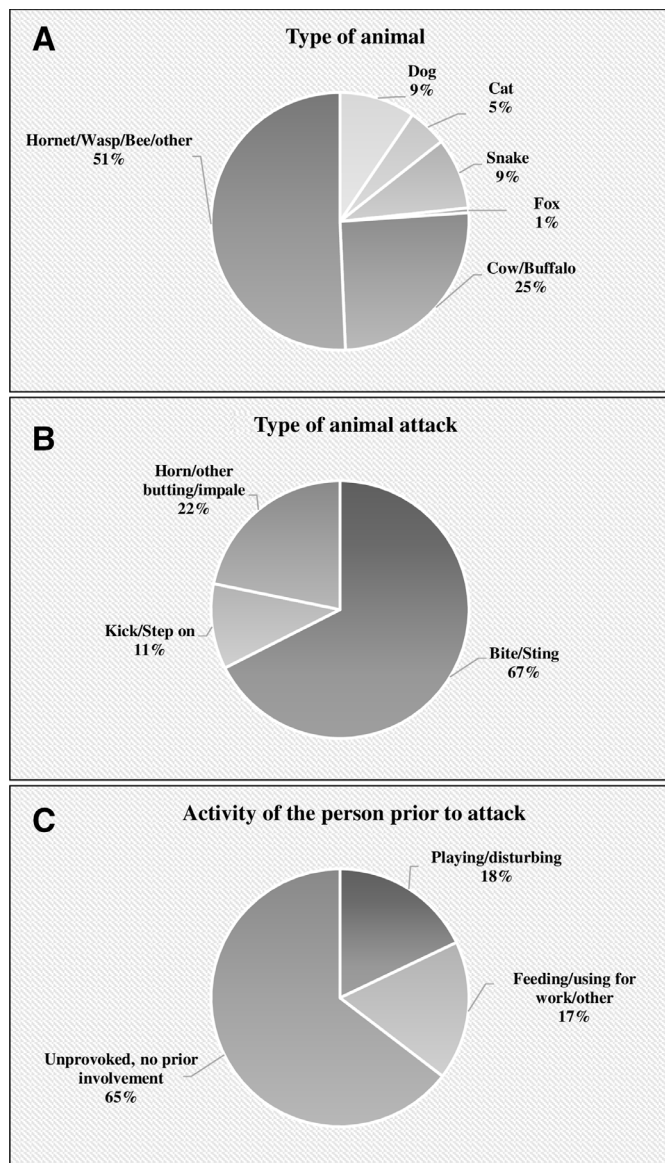 A
Type of animal
Dog
9%
Cat
5%
Hornet/Wasp/Bee/other
51%
Snake
9%
Fox
1%
Cow/Buffalo
25%
B
Type of animal attack
Horn/other
butting/impale
22%
Kick/Step on
11%
Bite/Sting
67%
C
Activity of the person prior to attack
Playing/disturbing
18%
Feeding/using for
work/other
17%
Unprovoked, no prior
involvement
65%